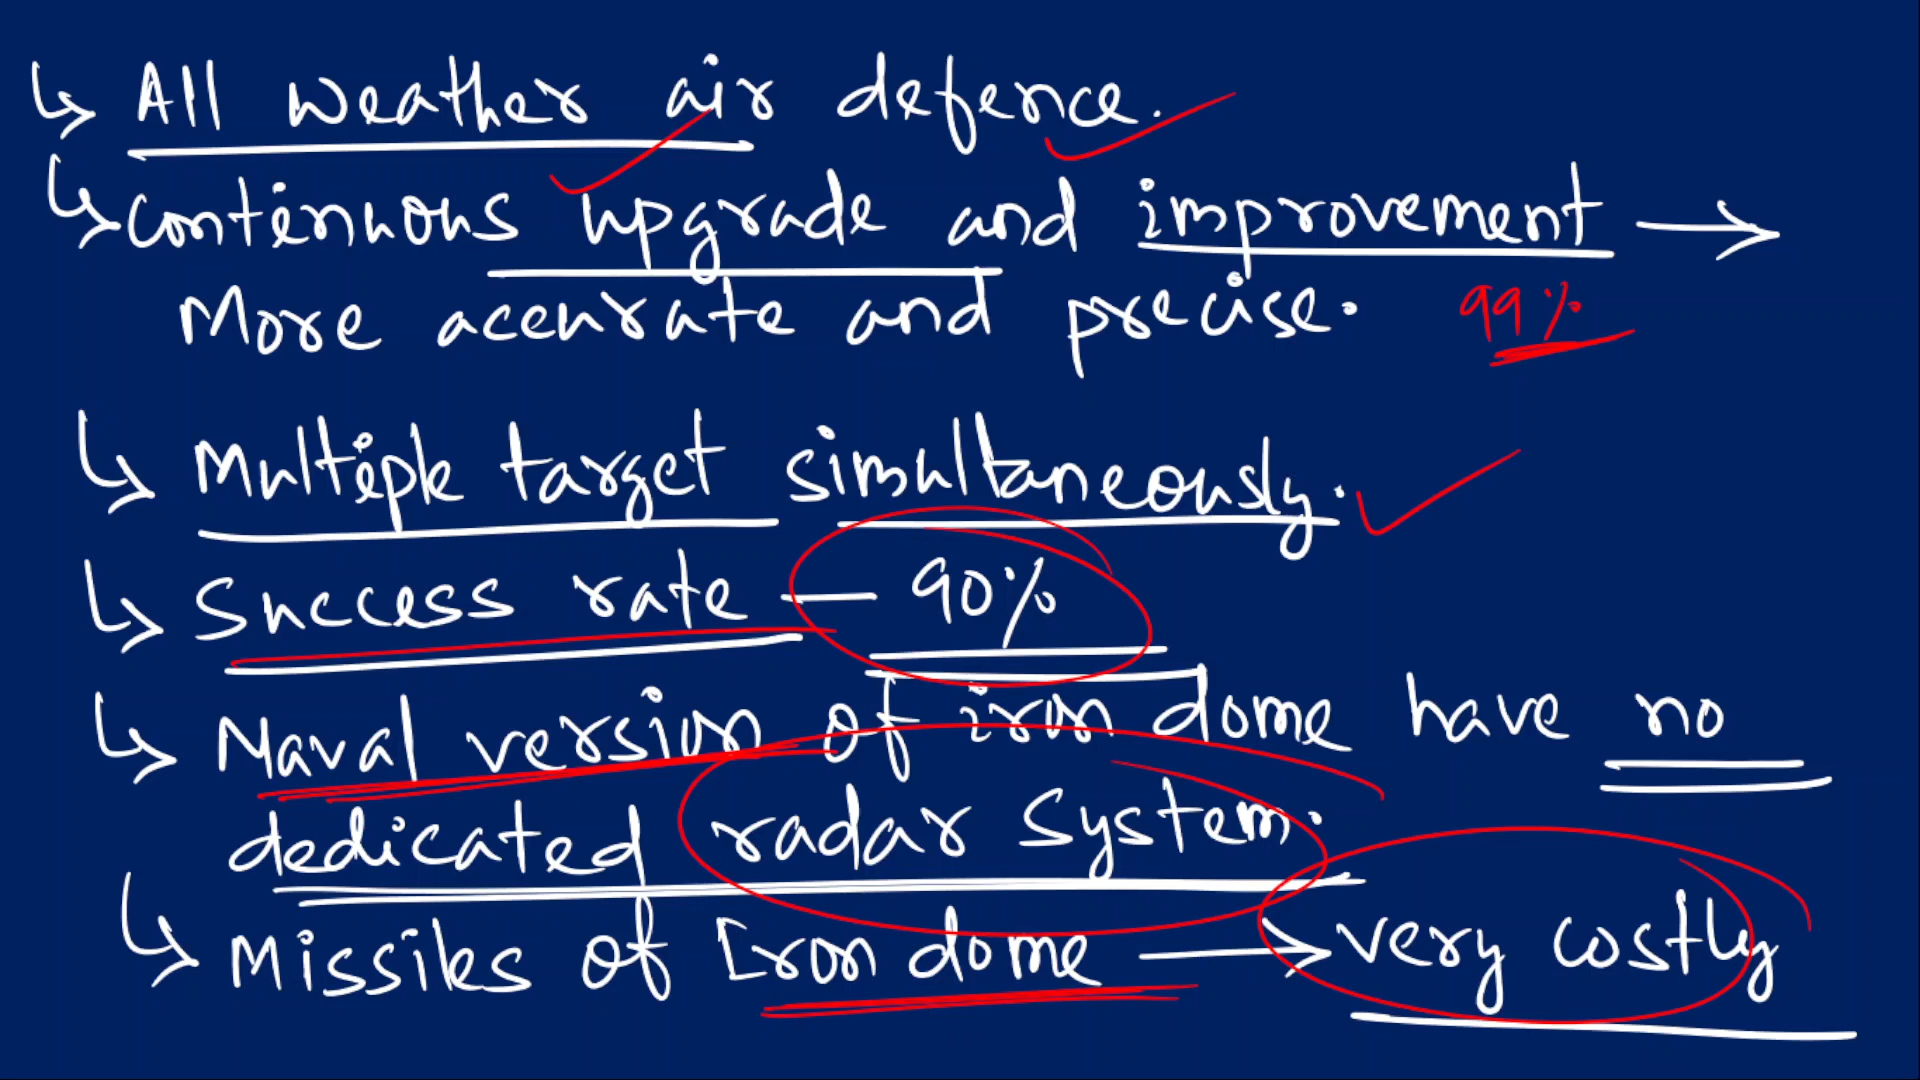 ↳ All weather air defence.
↳ continuous upgrade and improvement →
More accurate and precise. 99%
↳ Multiple target simultaneously.
↳ Success rate — 90%
↳ Naval version of iron dome have no
dedicated radar system.
↳ Missiles of Iron dome → very costly